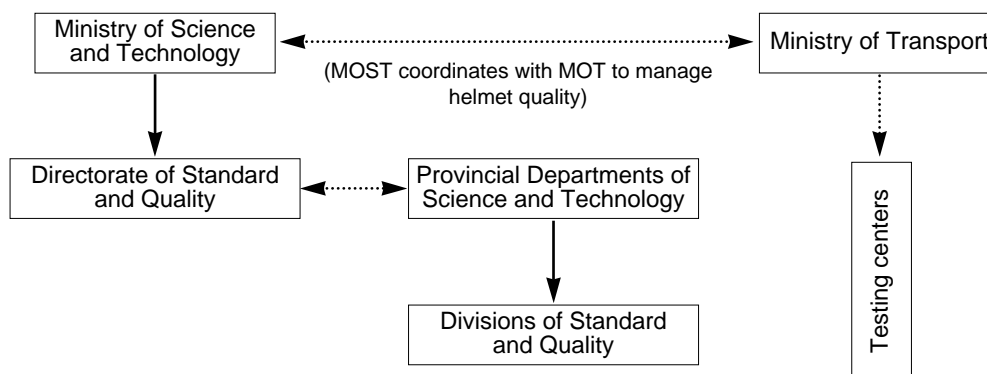 Ministry of Science
and Technology
Ministry of Transport
(MOST coordinates with MOT to manage
helmet quality)
Directorate of Standard
and Quality
Provincial Departments of
Science and Technology
Testing centers
Divisions of Standard
and Quality